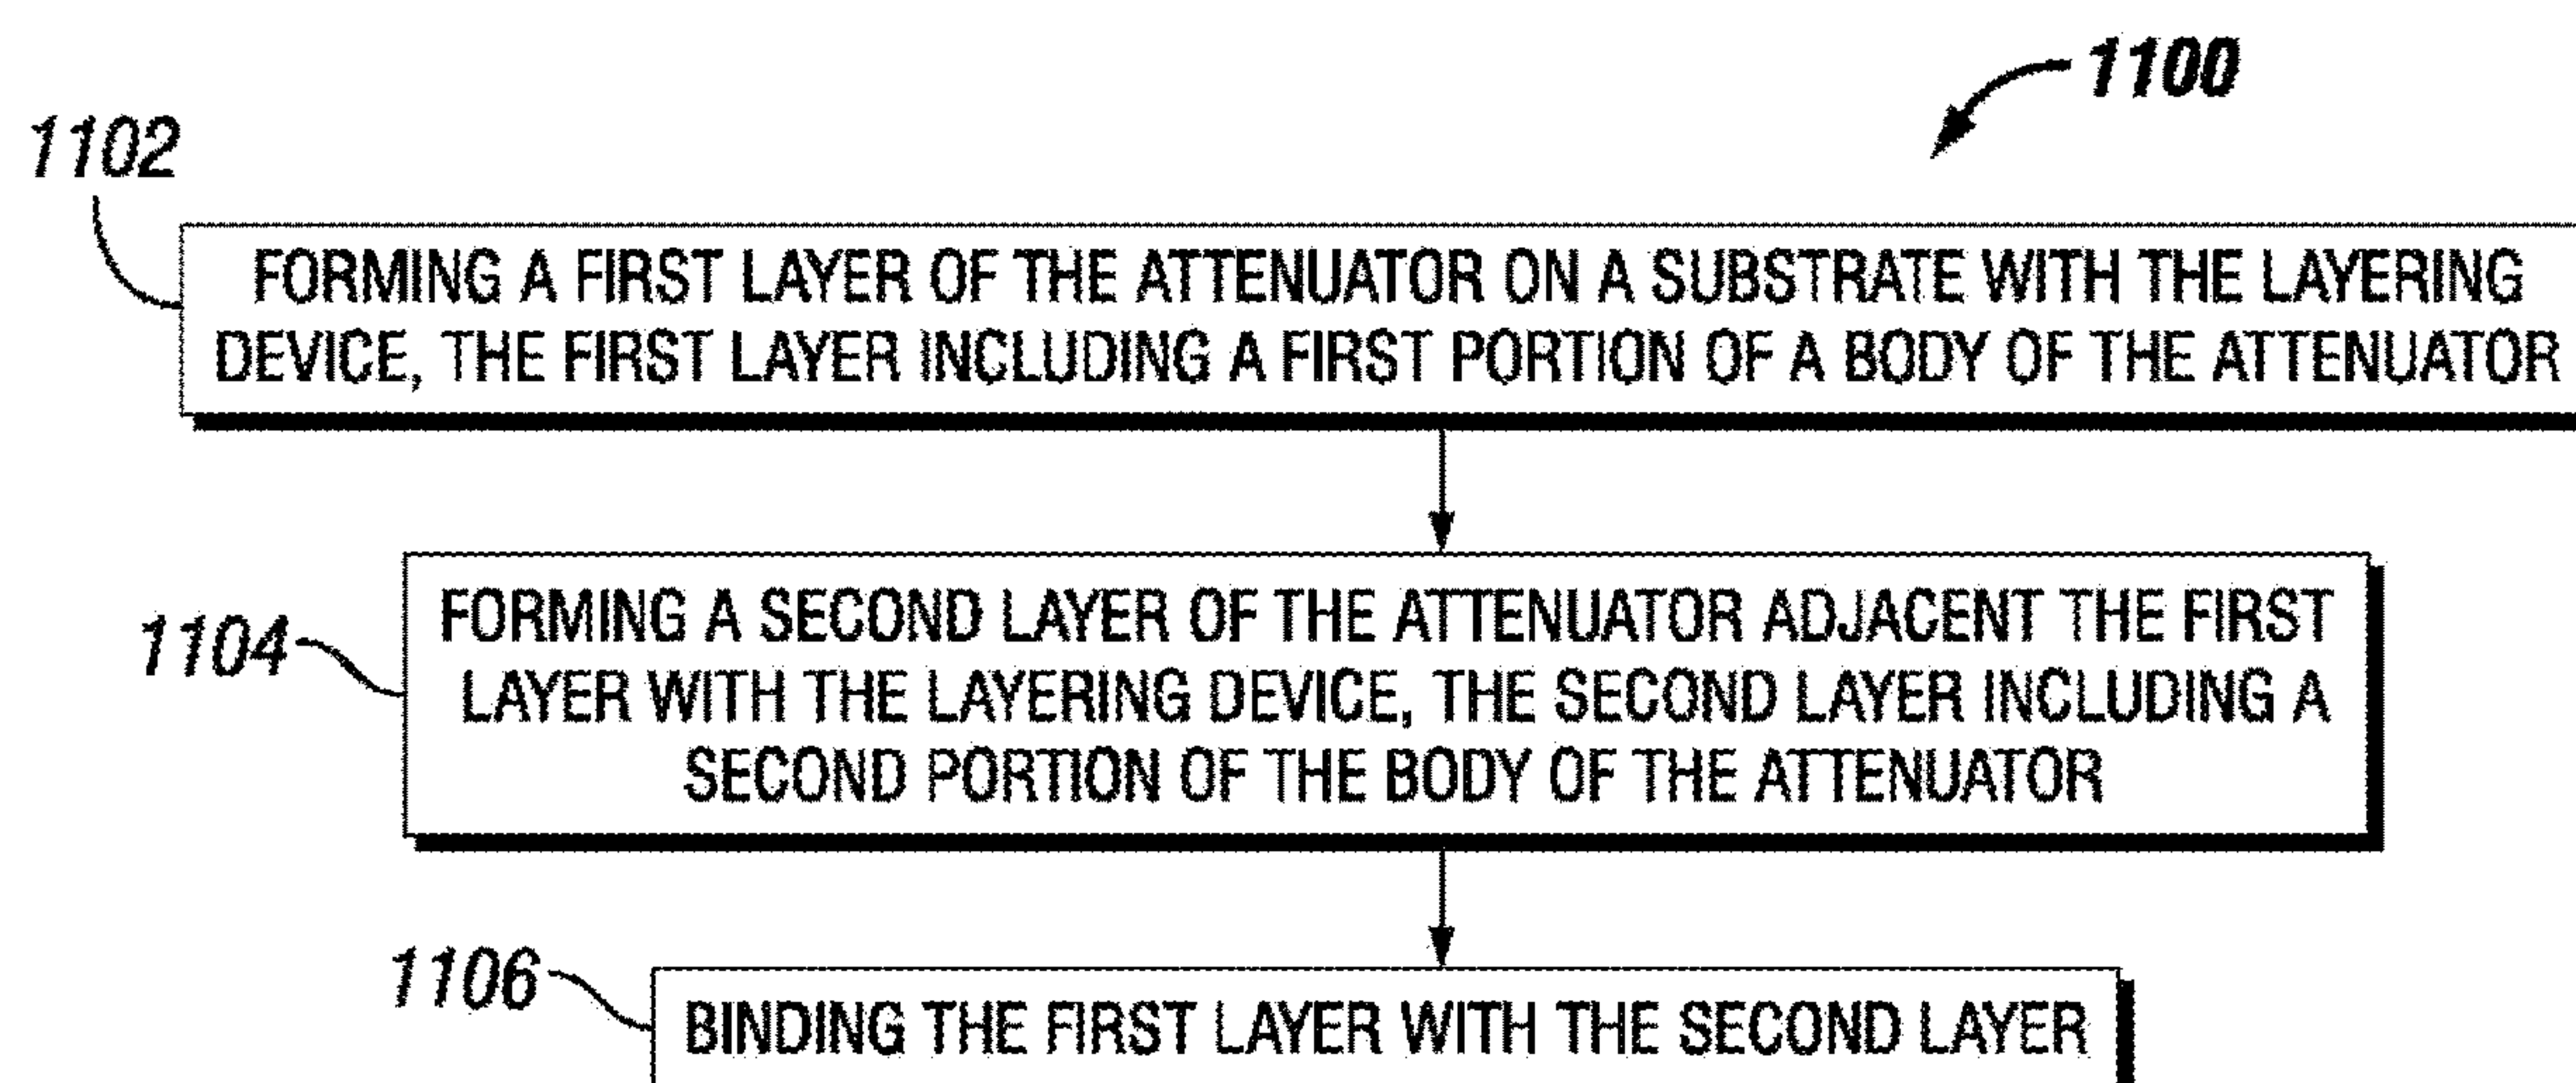 1100
1102
FORMING A FIRST LAYER OF THE ATTENUATOR ON A SUBSTRATE WITH THE LAYERING
DEVICE, THE FIRST LAYER INCLUDING A FIRST PORTION OF A BODY OF THE ATTENUATOR
1104
FORMING A SECOND LAYER OF THE ATTENUATOR ADJACENT THE FIRST
LAYER WITH THE LAYERING DEVICE, THE SECOND LAYER INCLUDING A
SECOND PORTION OF THE BODY OF THE ATTENUATOR
1106
BINDING THE FIRST LAYER WITH THE SECOND LAYER